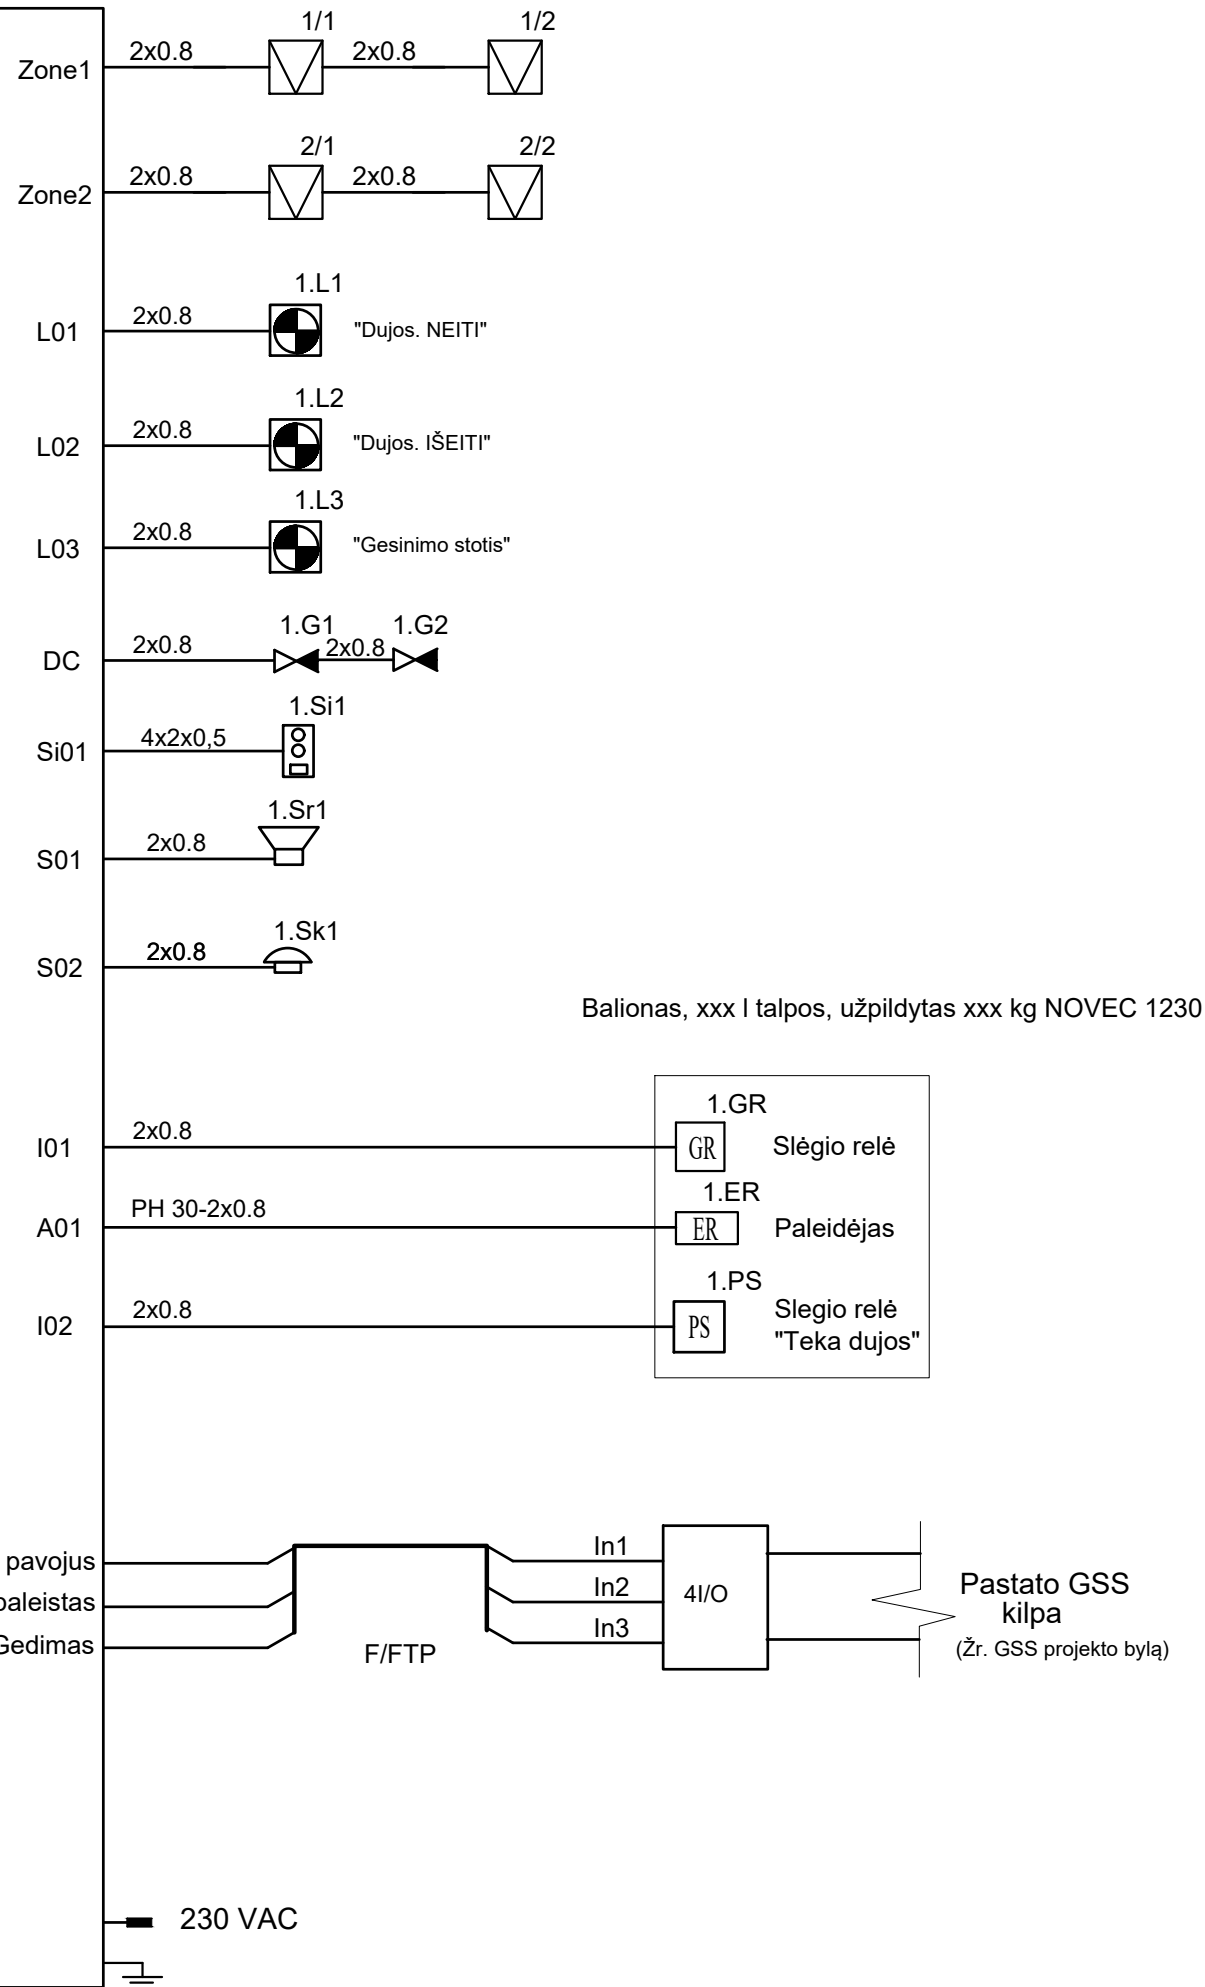 1/1 1/2
Zone1 2x0.8 2x0.8
2/1 2/2
Zone2 2x0.8 2x0.8
1.L1
L01 2x0.8 "Dujos. NEITI"
1.L2
L02 2x0.8 "Dujos. IŠEITI"
1.L3
L03 2x0.8 "Gesinimo stotis"
1.G1 1.G2
DC 2x0.8 2x0.8
1.Si1
Si01 4x2x0,5
1.Sr1
S01 2x0.8
1.Sk1
S02 2x0.8
Balionas, xxx l talpos, užpildytas xxx kg NOVEC 1230
1.GR
I01 2x0.8 GR Slėgio relė
1.ER
A01 PH 30-2x0.8 ER Paleidėjas
1.PS
I02 2x0.8 PS Slegio relė
"Teka dujos"
pavojus In1
paleistas In2 4I/O
Gedimas In3
F/FTP
Pastato GSS
kilpa
(Žr. GSS projekto bylą)
230 VAC